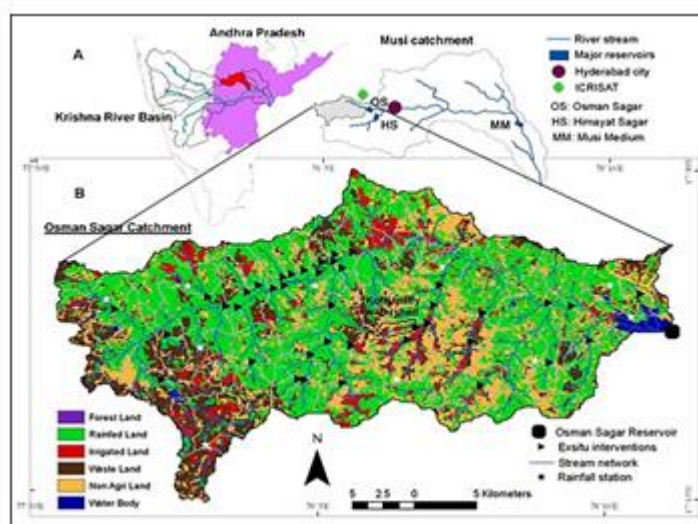 A
Andhra Pradesh
Krishna River Basin
Musi catchment
OS
HS
MM
River stream
Major reservoirs
Hyderabad city
ICRISAT
OS: Osman Sagar
HS: Himayat Sagar
MM: Musi Medium
B
Osman Sagar Catchment
Forest Land
Rainfed Land
Irrigated Land
Waste Land
Non Agri Land
Water Body
N
5 2.5 0 5 Kilometers
Osman Sagar Reservoir
Exsitu interventions
Stream network
Rainfall station